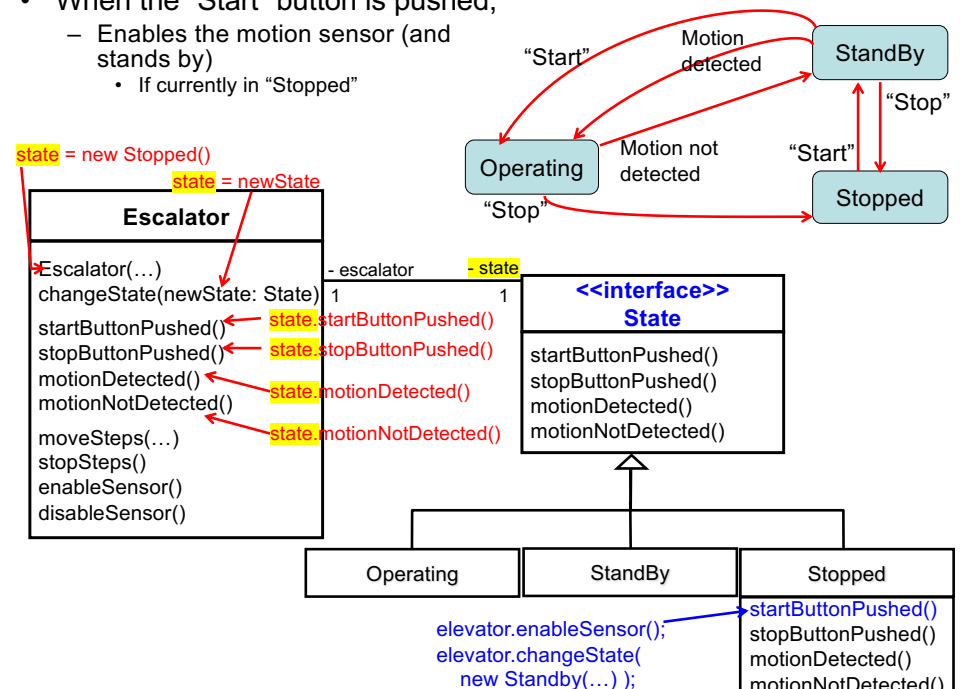 • When the "Start" button is pushed,
– Enables the motion sensor (and
stands by)
• If currently in "Stopped"
"Start"
Motion
detected
StandBy
"Stop"
Operating
Motion not
detected
"Start"
Stopped
"Stop"
state = new Stopped()
state = newState
Escalator
Escalator(…)
changeState(newState: State)
startButtonPushed()
stopButtonPushed()
motionDetected()
motionNotDetected()
moveSteps(…)
stopSteps()
enableSensor()
disableSensor()
- escalator
- state
1
1
state.startButtonPushed()
state.stopButtonPushed()
state.motionDetected()
state.motionNotDetected()
<<interface>>
State
startButtonPushed()
stopButtonPushed()
motionDetected()
motionNotDetected()
Operating
StandBy
Stopped
elevator.enableSensor();
elevator.changeState(
new Standby(…) );
startButtonPushed()
stopButtonPushed()
motionDetected()
motionNotDetected()